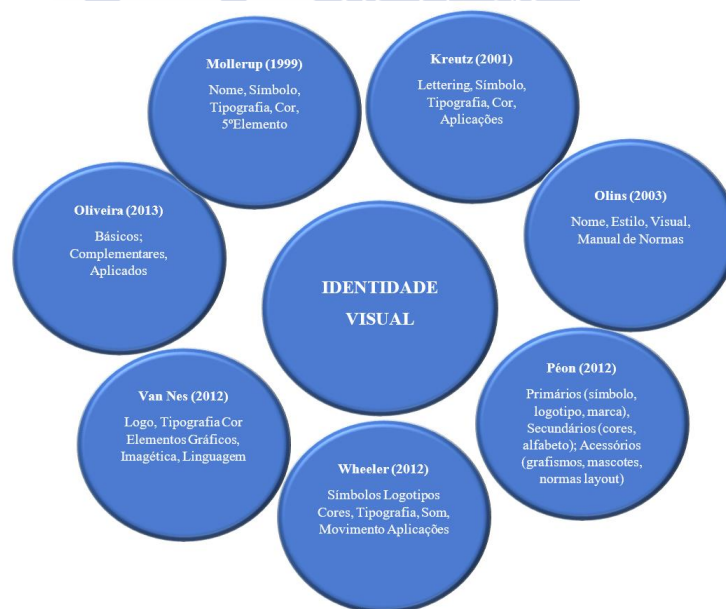 Mollerup (1999)
Nome, Símbolo,
Tipografia, Cor,
5ºElemento
Kreutz (2001)
Lettering, Símbolo,
Tipografia, Cor,
Aplicações
Olins (2003)
Nome, Estilo, Visual,
Manual de Normas
Oliveira (2013)
Básicos;
Complementares,
Aplicados
IDENTIDADE
VISUAL
Péon (2012)
Primários (símbolo,
logotipo, marca),
Secundários (cores,
alfabeto); Acessórios
(grafismos, mascotes,
normas layout)
Van Nes (2012)
Logo, Tipografia Cor
Elementos Gráficos,
Imagética, Linguagem
Wheeler (2012)
Símbolos Logotipos
Cores, Tipografia, Som,
Movimento Aplicações